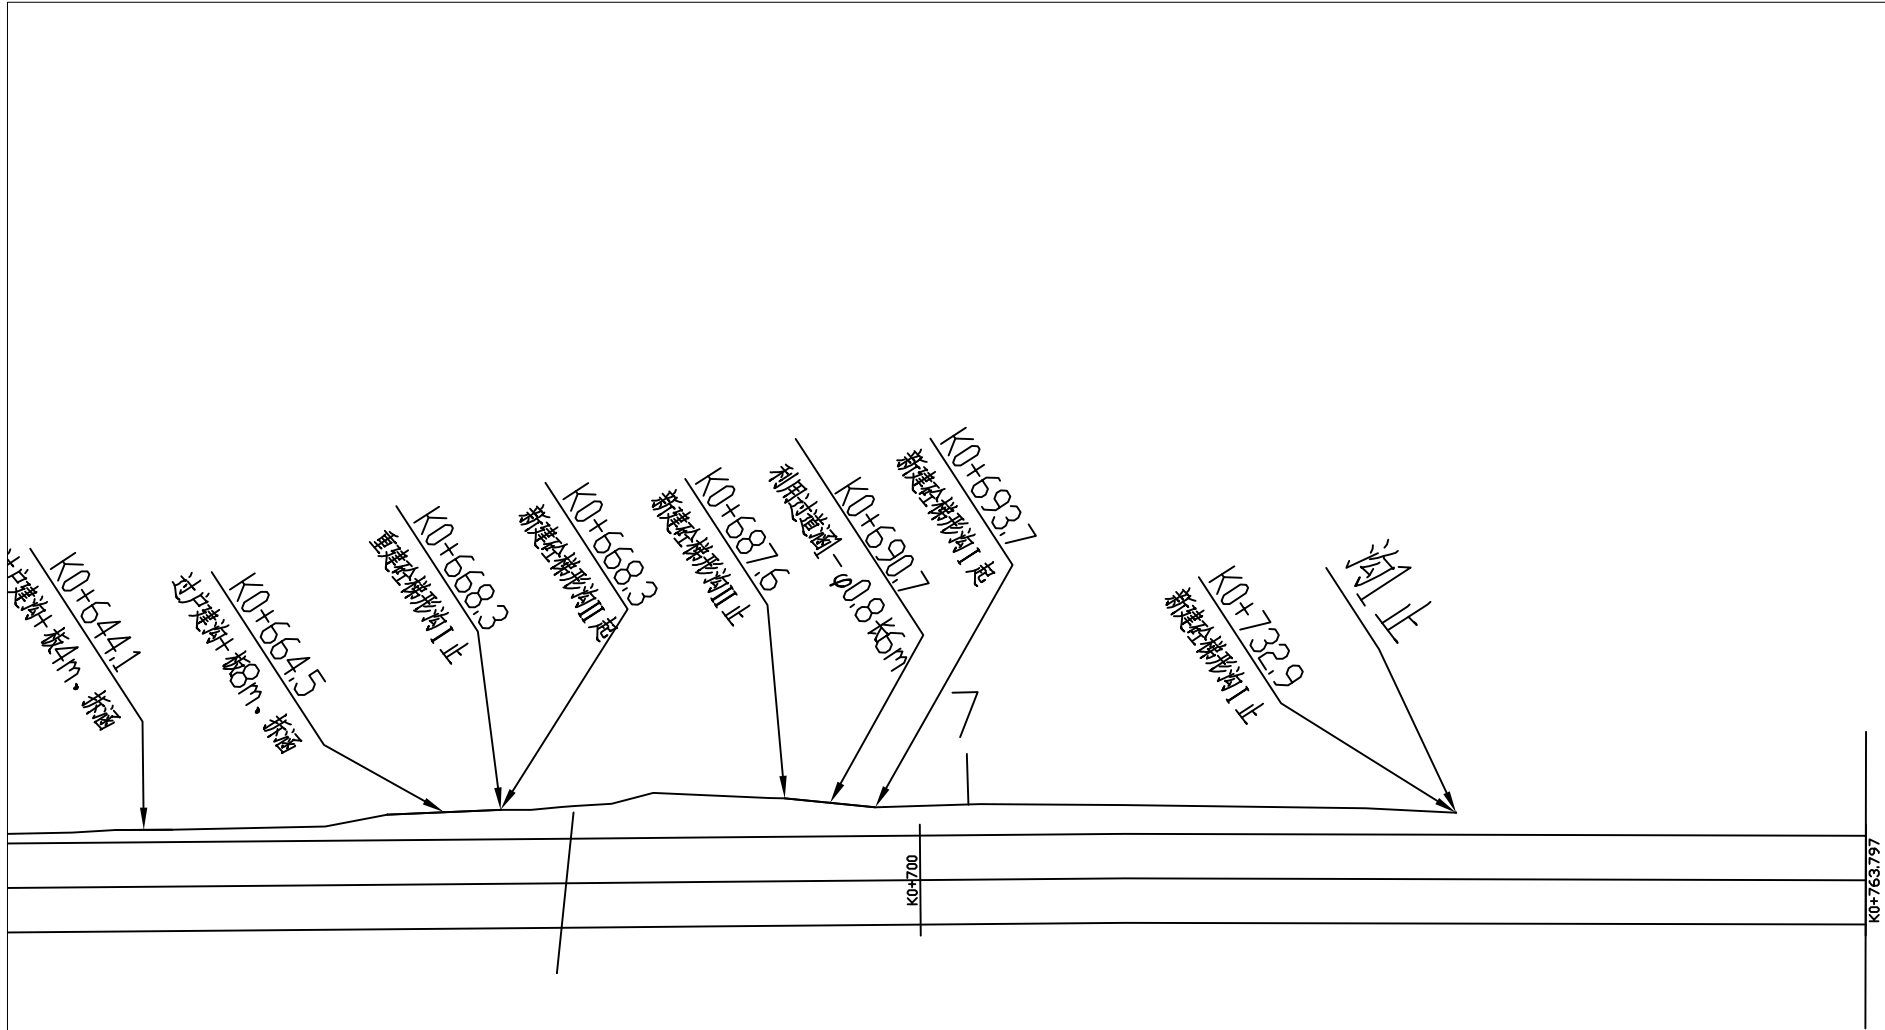 K0+644.1
过户建沟+板4m、拆涵
K0+664.5
过户建沟+板8m、拆涵
K0+668.3
重建砼梯形沟I止
K0+668.3
新建砼梯形沟II起
K0+687.6
新建砼梯形沟II止
K0+690.7
利用过道涵-φ0.8长6m
K0+693.7
新建砼梯形沟I起
7
K0+732.9
新建砼梯形沟I止
沟1止
K0+700
K0+763.797